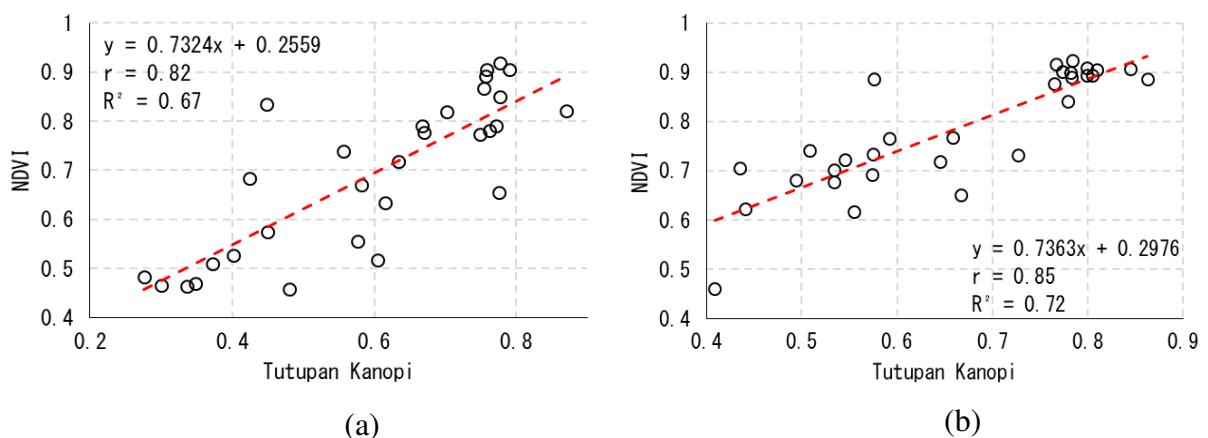 y = 0.7324x + 0.2559
r = 0.82
R² = 0.67
1
0.9
0.8
0.7
0.6
0.5
0.4
NDVI
0.2 0.4 0.6 0.8
Tutupan Kanopi
(a)
1
0.9
0.8
0.7
0.6
0.5
0.4
NDVI
y = 0.7363x + 0.2976
r = 0.85
R² = 0.72
0.4 0.5 0.6 0.7 0.8 0.9
Tutupan Kanopi
(b)